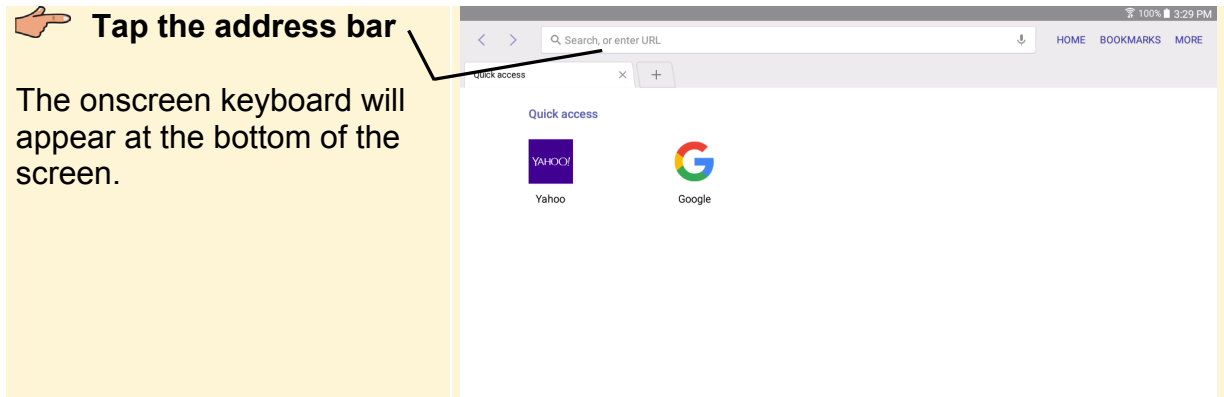 Tap the address bar
The onscreen keyboard will
appear at the bottom of the
screen.
100% 3:29 PM
Search, or enter URL
HOME BOOKMARKS MORE
Quick access
Quick access
YAHOO!
Yahoo
Google